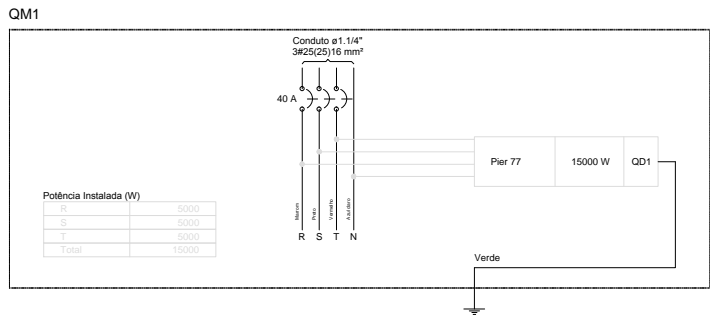 QM1
Conduto ø1.1/4"
3#25(25)16 mm²
40 A
Pier 77
15000 W
QD1
Potência Instalada (W)
R 5000
S 5000
T 5000
Total 15000
Marrom
Preto
Vermelho
Azul claro
R S T N
Verde